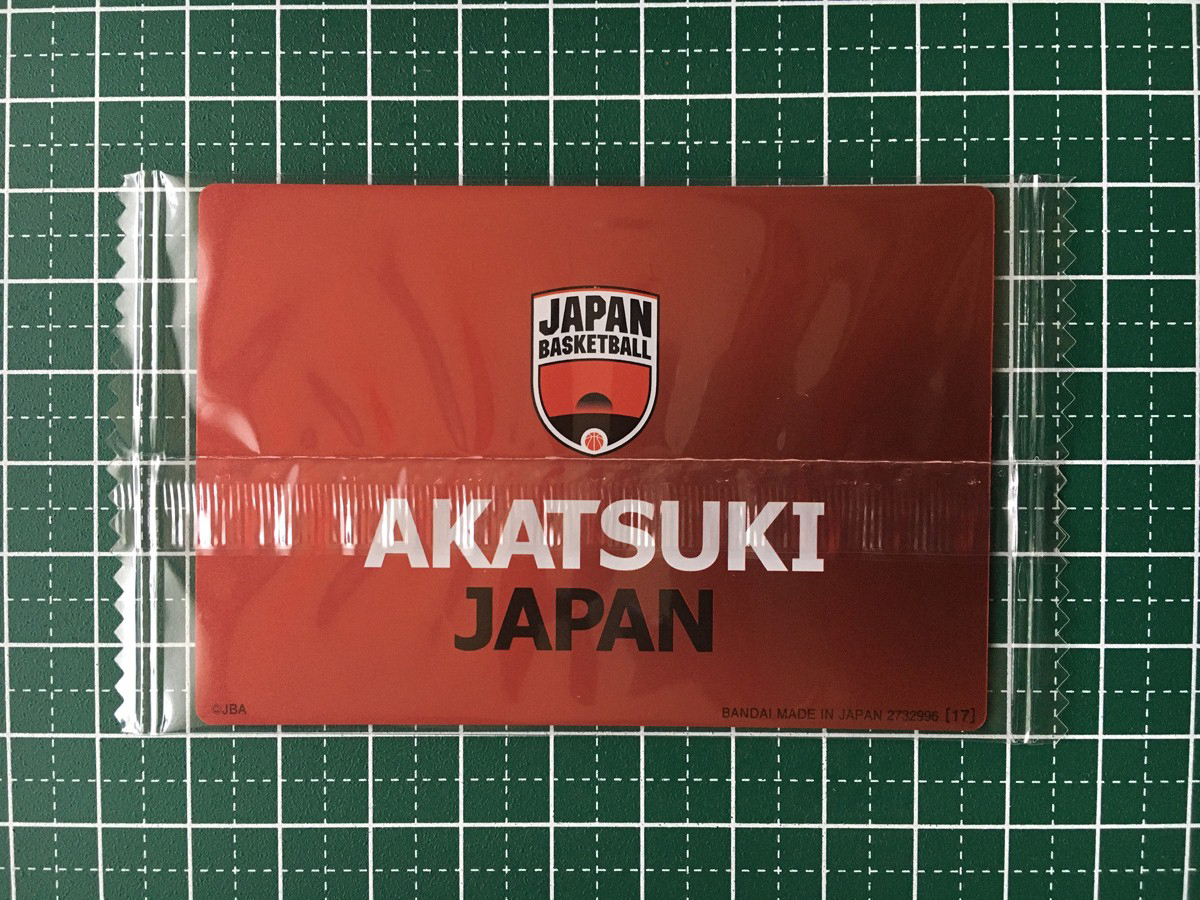 JAPAN
BASKETBALL
AKATSUKI
JAPAN
©JBA
BANDAI MADE IN JAPAN 2732996 [17]